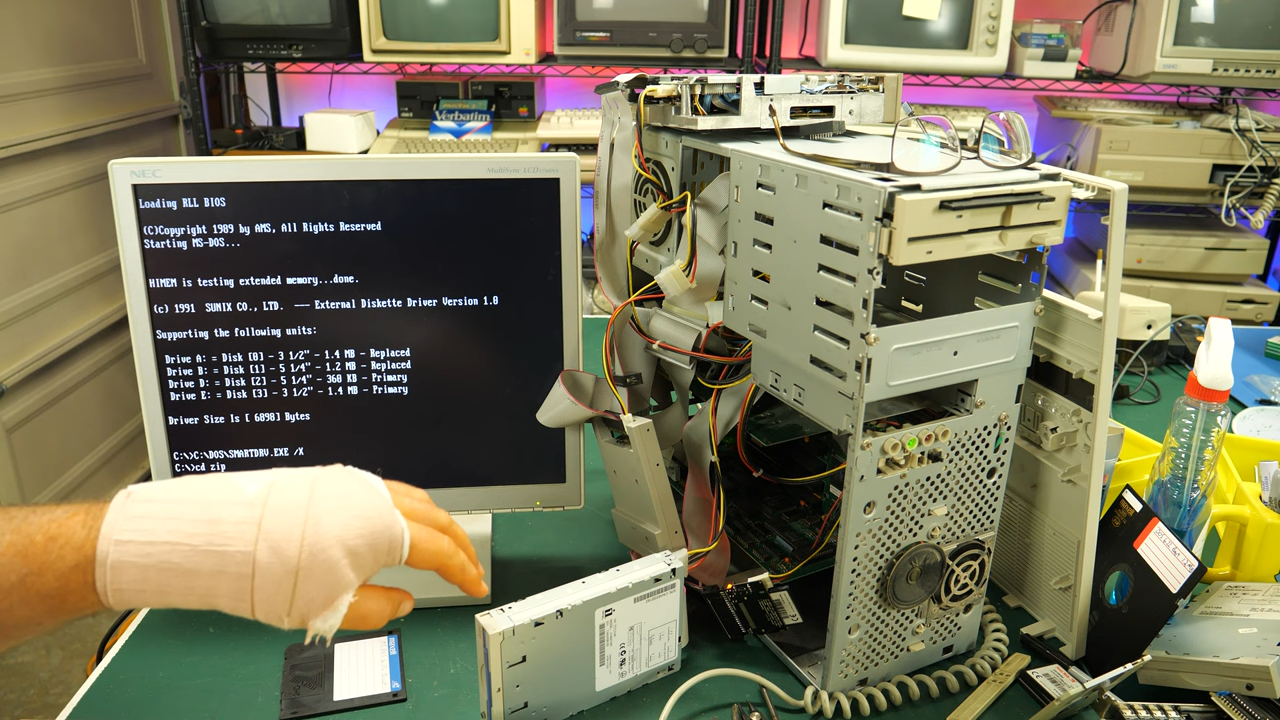 commodore
Verbatim
NEC
MultiSync LCD
Loading RLL BIOS
(C)Copyright 1989 by AMS, All Rights Reserved
Starting MS-DOS...
HIMEM is testing extended memory...done.
(c) 1991 SUMIX CO., LTD. --- External Diskette Driver Version 1.0
Supporting the following units:
Drive A: = Disk [0] - 3 1/2" - 1.4 MB - Replaced
Drive B: = Disk [1] - 5 1/4" - 1.2 MB - Replaced
Drive D: = Disk [2] - 5 1/4" - 360 KB - Primary
Drive E: = Disk [3] - 3 1/2" - 1.4 MB - Primary
Driver Size Is [ 6898] Bytes
C:\>C:\DOS\SMARTDRV.EXE /X
C:\>cd zip